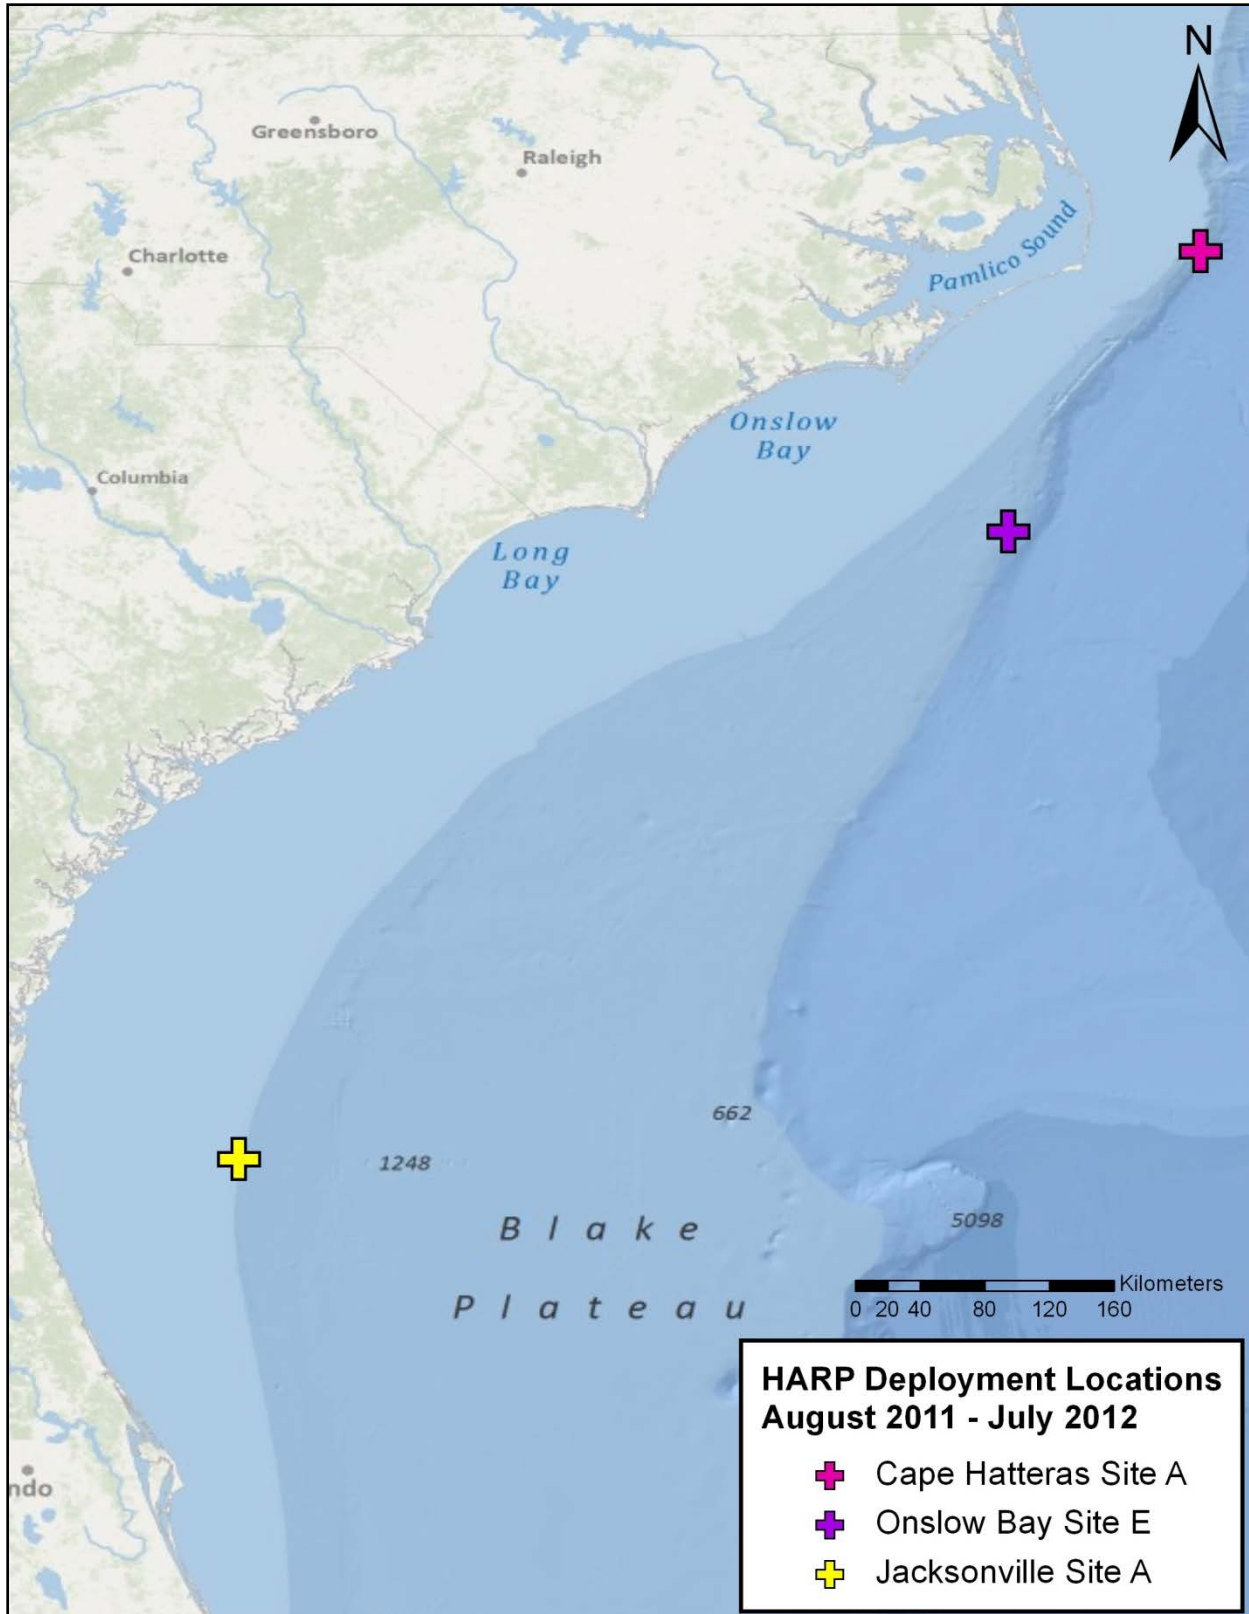 N
Greensboro
Raleigh
Charlotte
Pamlico Sound
Onslow
Bay
Columbia
Long
Bay
662
1248
5098
Blake
Plateau
Kilometers
0 20 40 80 120 160
ndo
HARP Deployment Locations
August 2011 - July 2012
Cape Hatteras Site A
Onslow Bay Site E
Jacksonville Site A